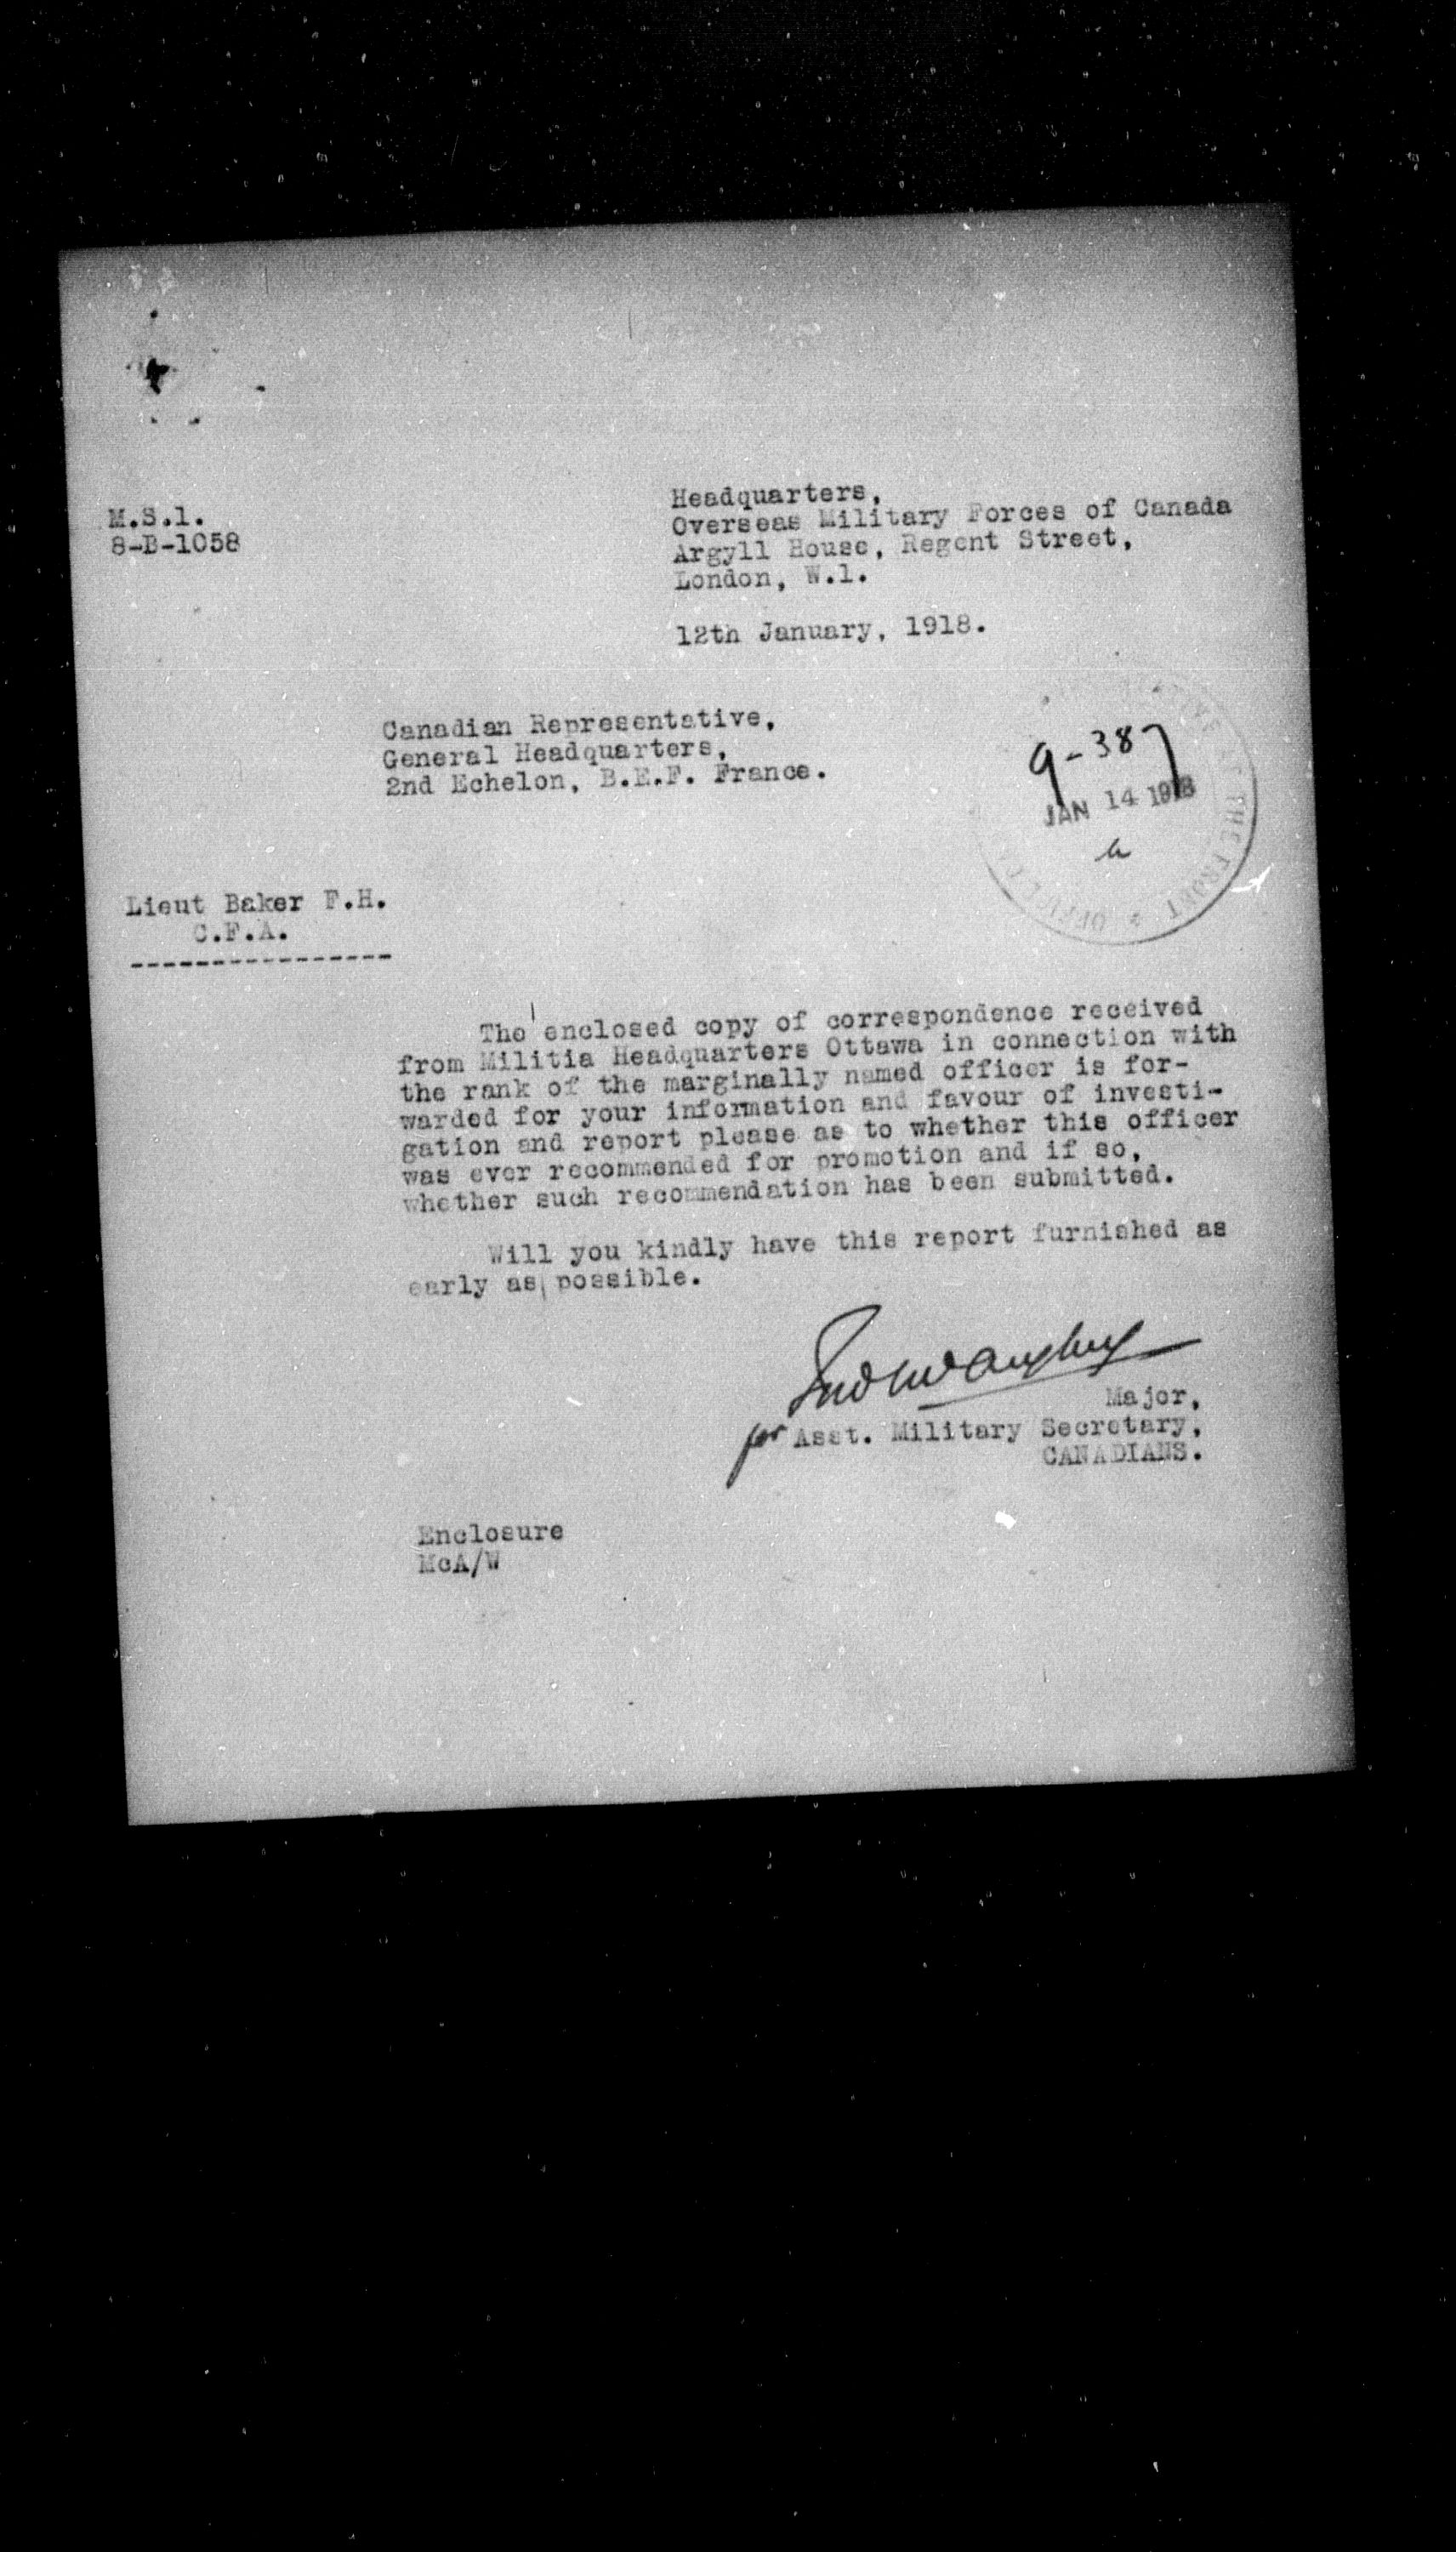 M.S.1.
8-B-1058
Headquarters,
Overseas Military Forces of Canada
Argyll House, Regent Street,
London, W.1.
12th January, 1918.
Canadian Representative,
General Headquarters,
2nd Echelon, B.E.F. France.
9-387
JAN 14 1918
THE FRONT * OFFICE
Lieut Baker F.H.
C.F.A.
----------------
The enclosed copy of correspondence received
from Militia Headquarters Ottawa in connection with
the rank of the marginally named officer is for-
warded for your information and favour of investi-
gation and report please as to whether this officer
was ever recommended for promotion and if so,
whether such recommendation has been submitted.
Will you kindly have this report furnished as
early as possible.
Major,
for Asst. Military Secretary,
CANADIANS.
Enclosure
McA/W